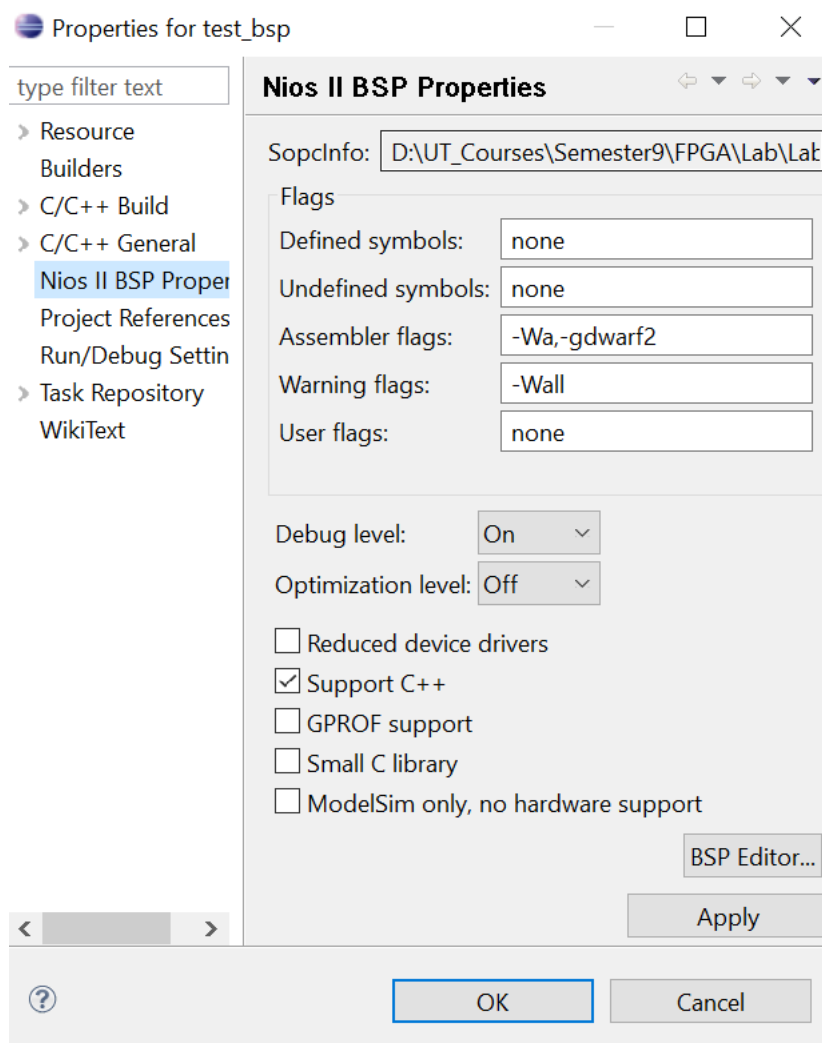 Properties for test_bsp
type filter text
Resource
Builders
C/C++ Build
C/C++ General
Nios II BSP Proper
Project References
Run/Debug Settin
Task Repository
WikiText
Nios II BSP Properties
SopcInfo: D:\UT_Courses\Semester9\FPGA\Lab\Lab
Flags
Defined symbols: none
Undefined symbols: none
Assembler flags: -Wa,-gdwarf2
Warning flags: -Wall
User flags: none
Debug level: On
Optimization level: Off
Reduced device drivers
Support C++
GPROF support
Small C library
ModelSim only, no hardware support
BSP Editor...
Apply
OK Cancel